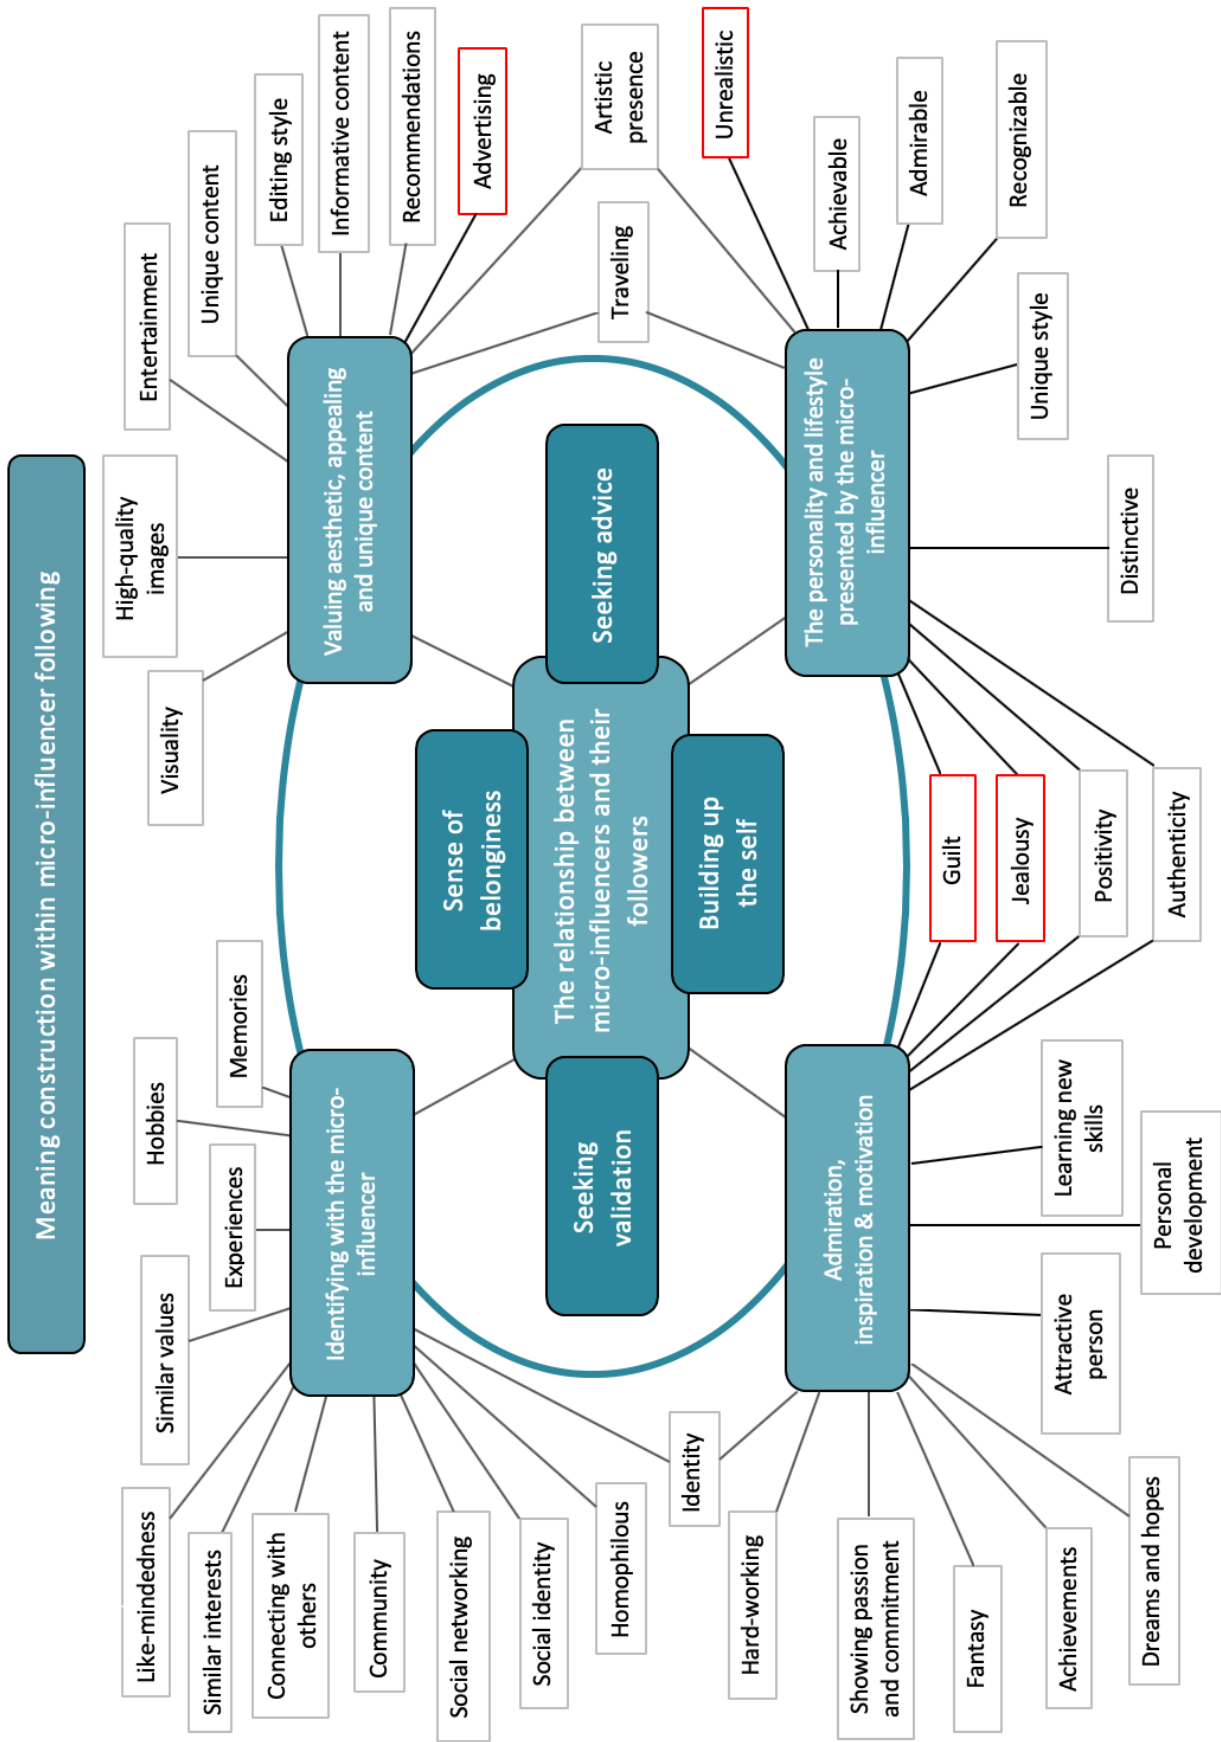 Meaning construction within micro-influencer following
Like-mindedness
Similar interests
Connecting with
others
Community
Social networking
Social identity
Homophilous
Similar values
Experiences
Hobbies
Memories
Identifying with the micro-
influencer
Visuality
High-quality
images
Entertainment
Unique content
Editing style
Informative content
Recommendations
Advertising
Valuing aesthetic, appealing
and unique content
Artistic
presence
Traveling
Identity
Sense of
belonginess
Seeking
validation
The relationship between
micro-influencers and their
followers
Seeking advice
Building up
the self
Hard-working
Showing passion
and commitment
Fantasy
Achievements
Dreams and hopes
Attractive
person
Personal
development
Learning new
skills
Admiration,
inspiration & motivation
Guilt
Jealousy
Positivity
Authenticity
The personality and lifestyle
presented by the micro-
influencer
Unrealistic
Achievable
Admirable
Recognizable
Unique style
Distinctive